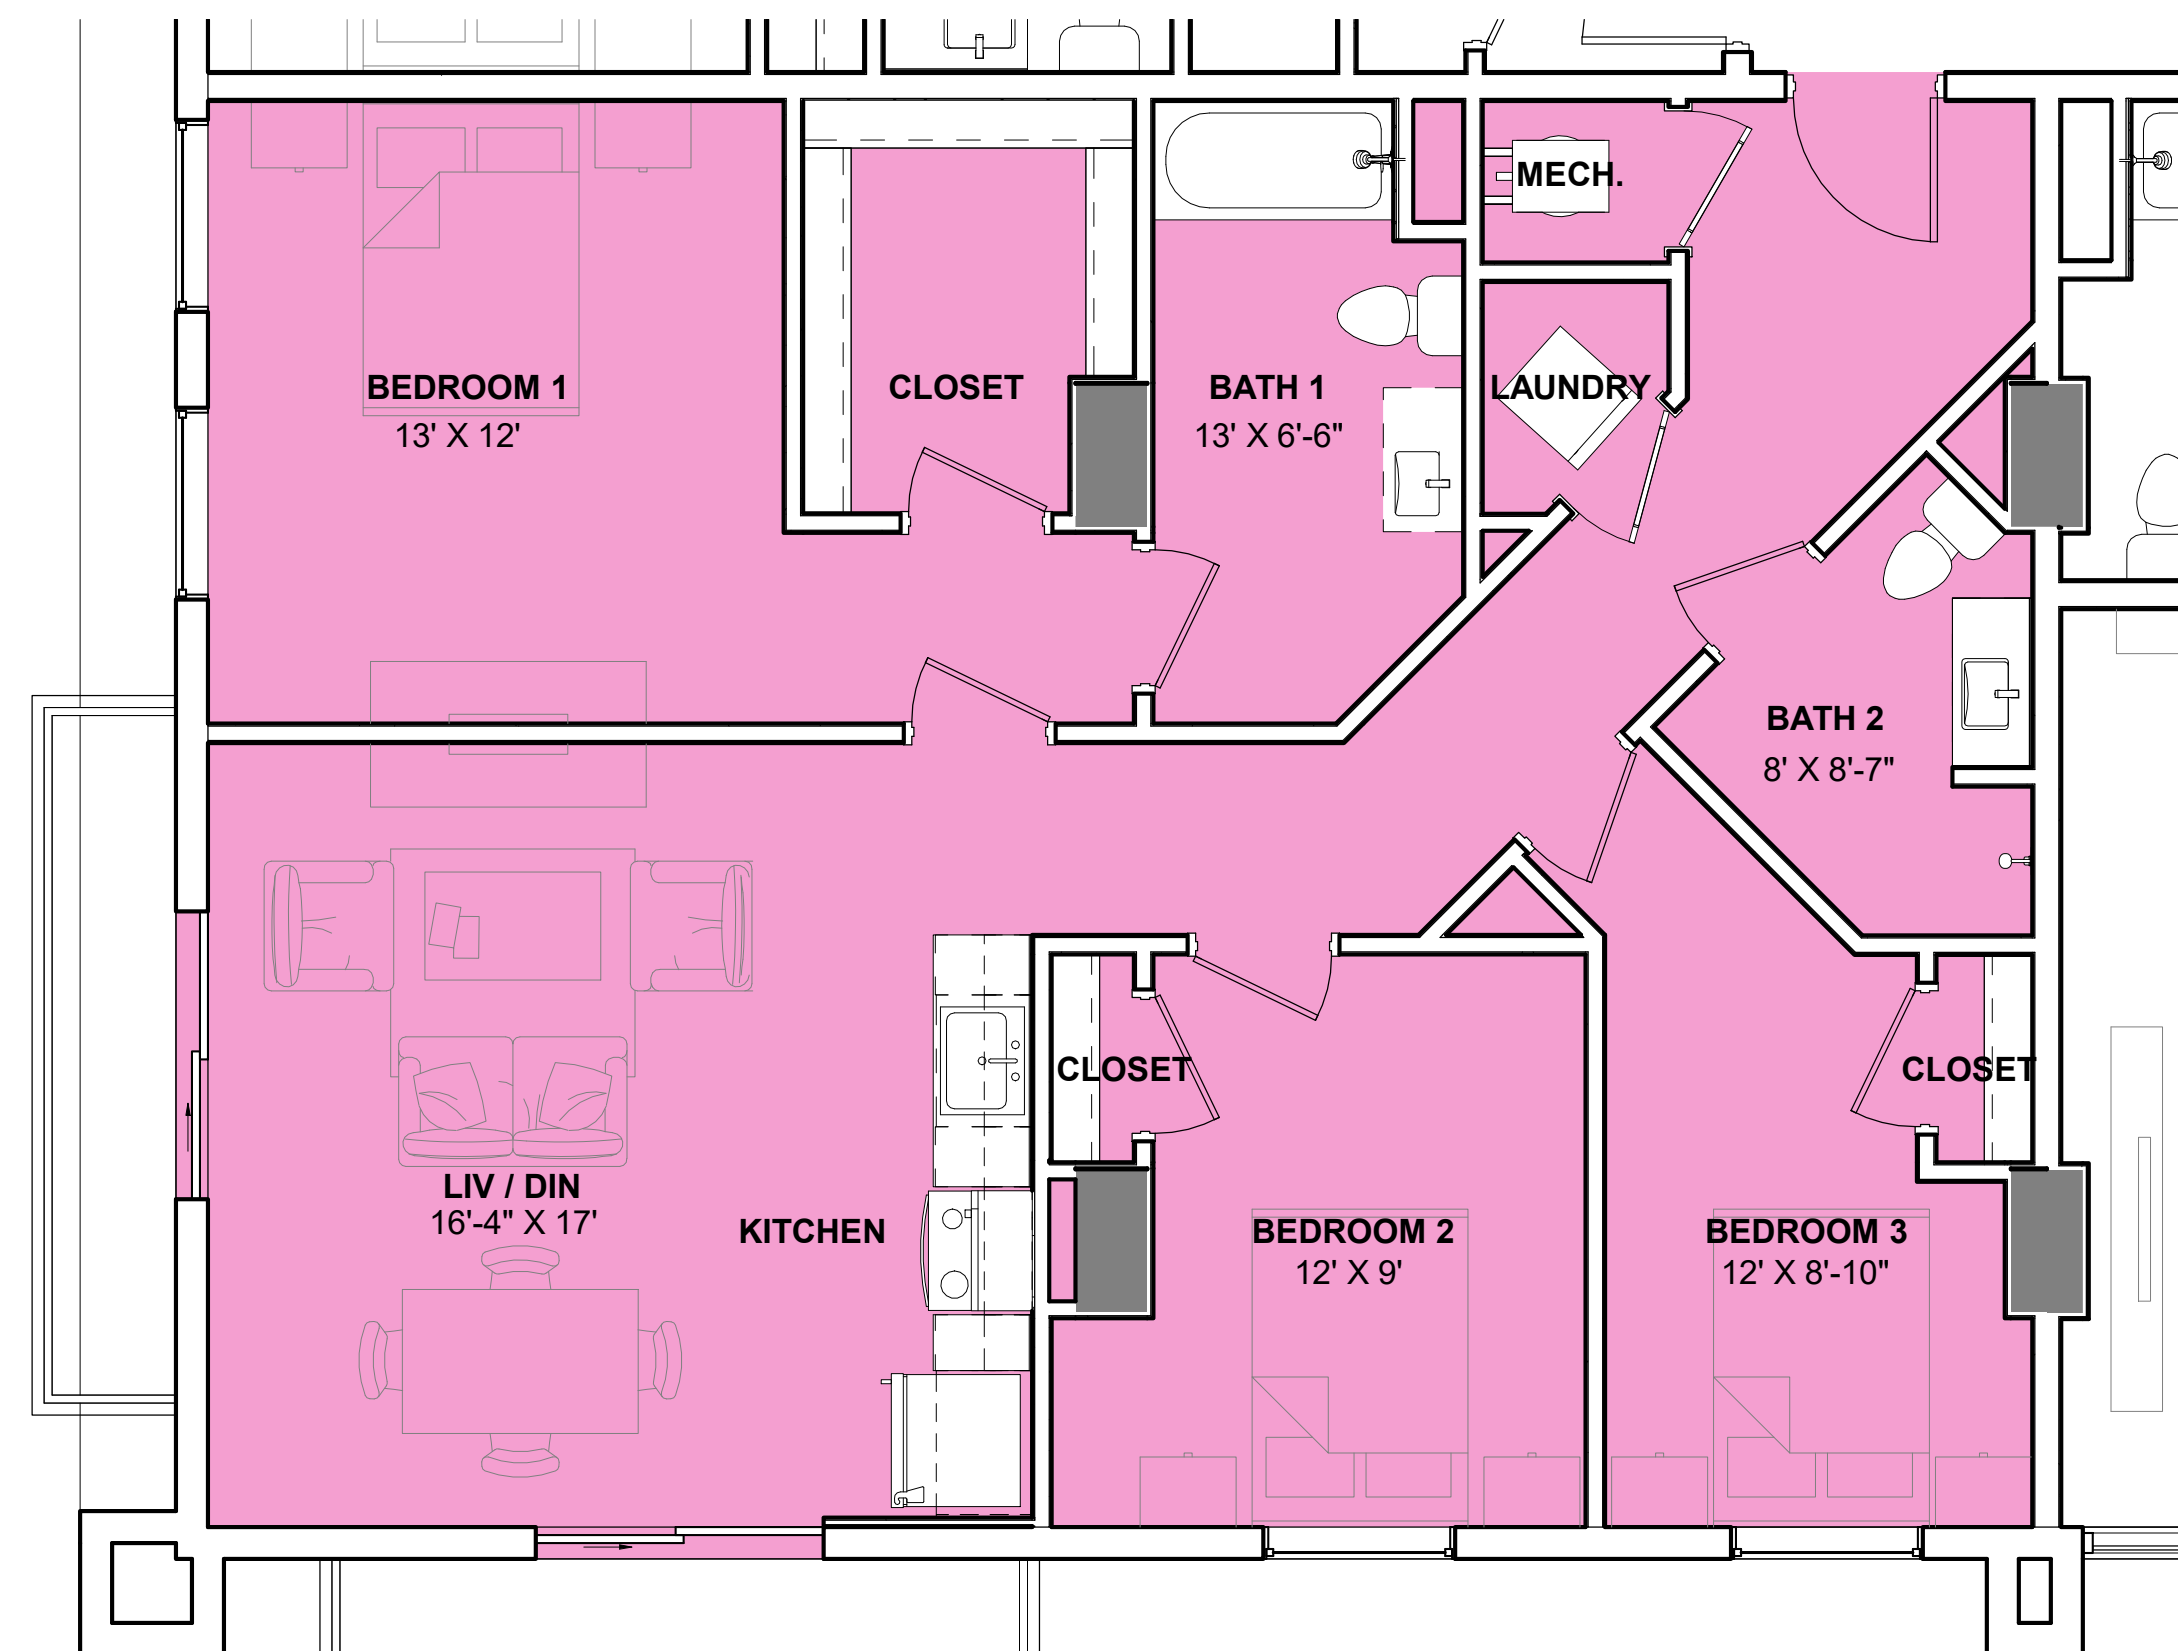 MECH.
BEDROOM 1
13' X 12'
CLOSET
BATH 1
13' X 6'-6"
LAUNDRY
BATH 2
8' X 8'-7"
CLOSET
CLOSET
LIV / DIN
16'-4" X 17'
KITCHEN
BEDROOM 2
12' X 9'
BEDROOM 3
12' X 8'-10"